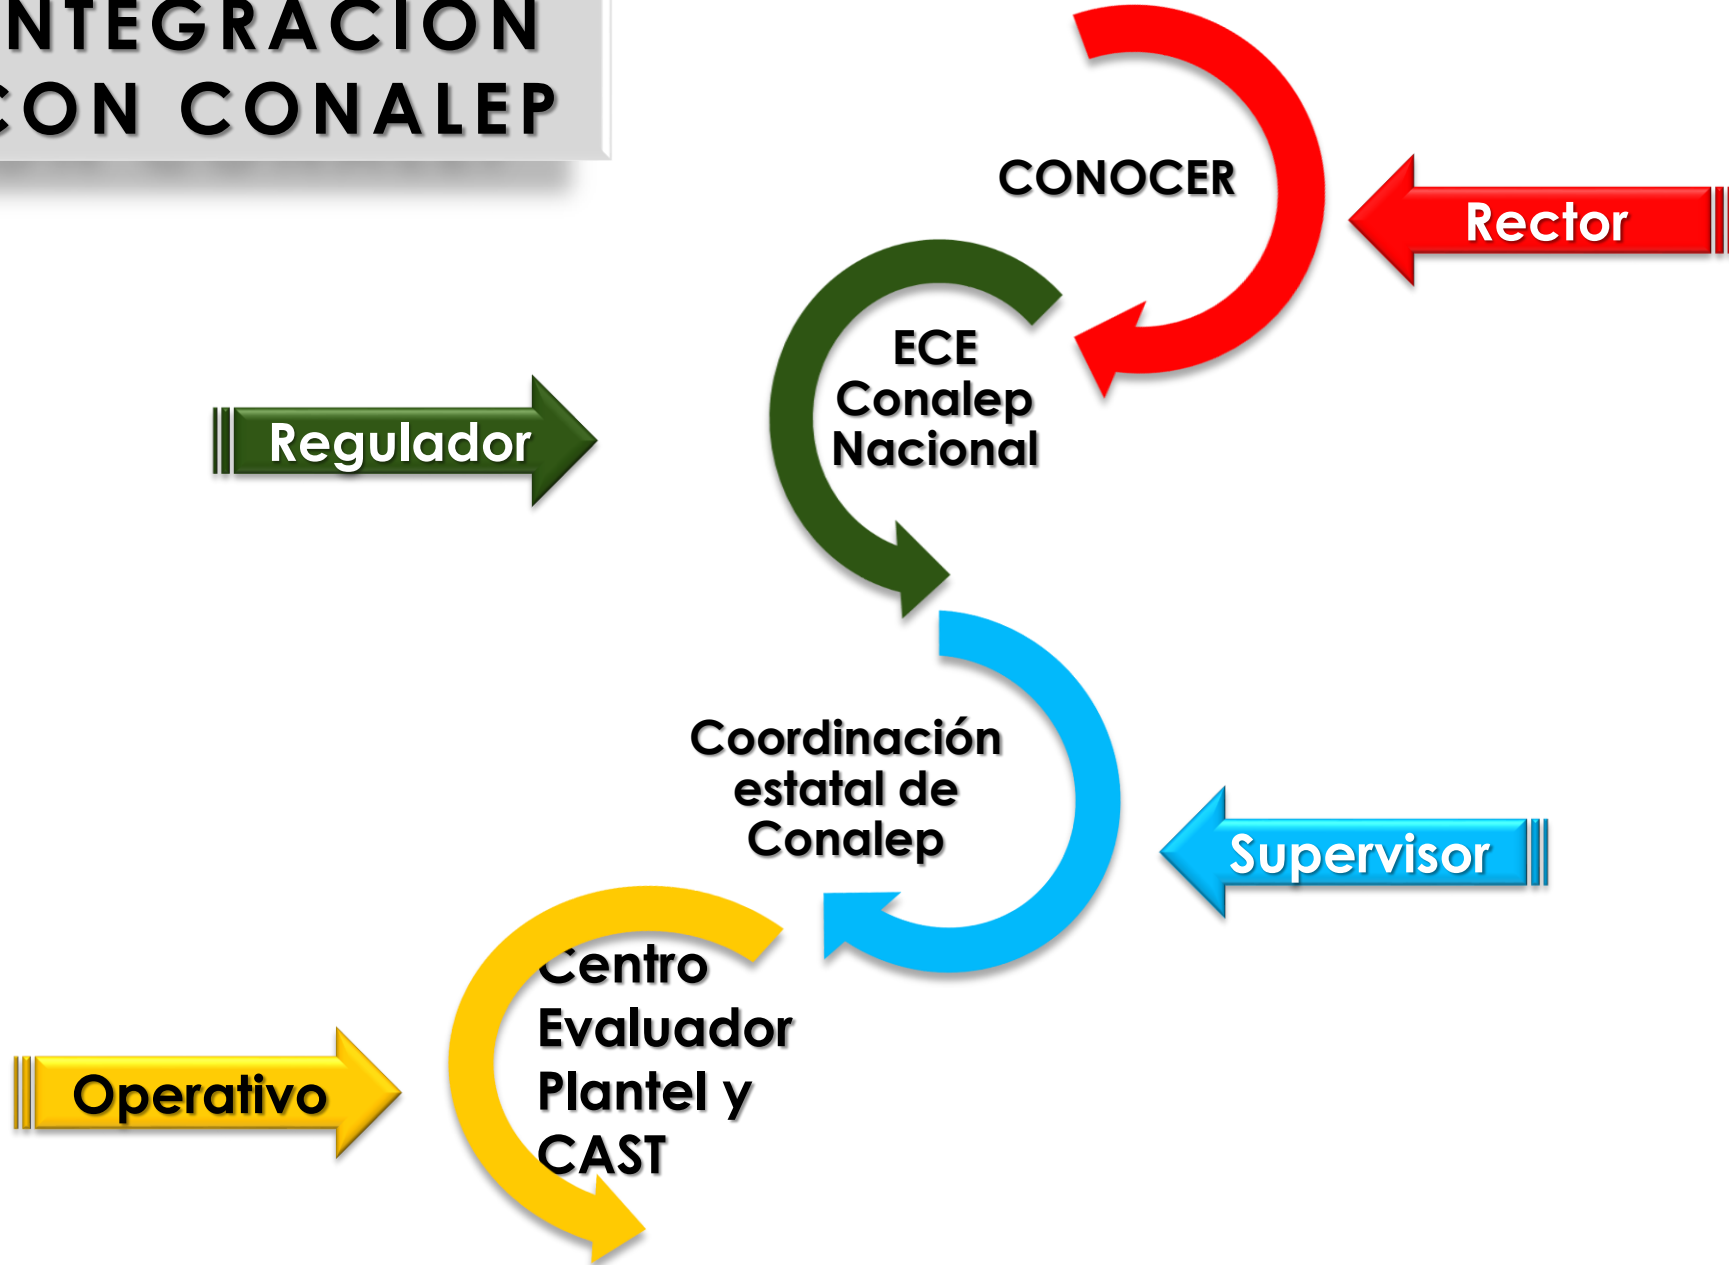 NTEGRACION
CON CONALEP
CONOCER
Rector
ECE
Conalep
Nacional
Regulador
Coordinación
estatal de
Conalep
Supervisor
Centro
Evaluador
Plantel y
CAST
Operativo